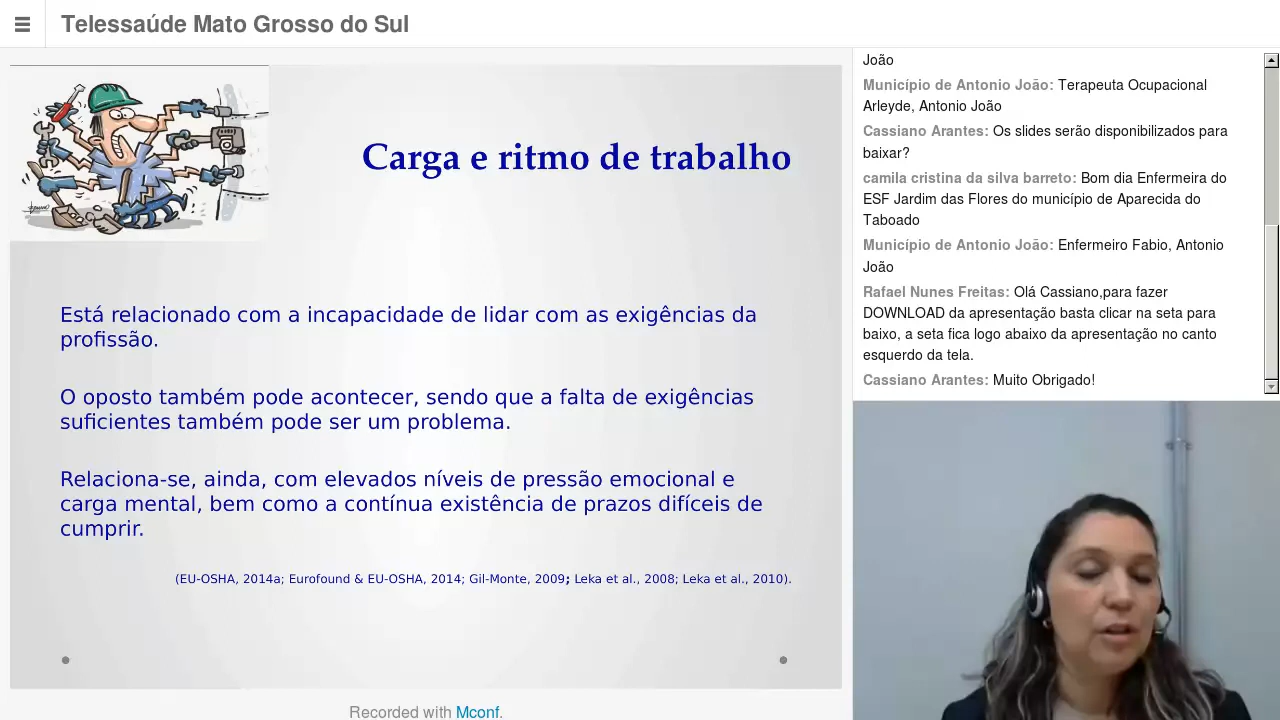 Telessaúde Mato Grosso do Sul
Carga e ritmo de trabalho
Está relacionado com a incapacidade de lidar com as exigências da
profissão.
O oposto também pode acontecer, sendo que a falta de exigências
suficientes também pode ser um problema.
Relaciona-se, ainda, com elevados níveis de pressão emocional e
carga mental, bem como a contínua existência de prazos difíceis de
cumprir.
(EU-OSHA, 2014a; Eurofound & EU-OSHA, 2014; Gil-Monte, 2009; Leka et al., 2008; Leka et al., 2010).
Recorded with Mconf.
João
Município de Antonio João: Terapeuta Ocupacional
Arleyde, Antonio João
Cassiano Arantes: Os slides serão disponibilizados para
baixar?
camila cristina da silva barreto: Bom dia Enfermeira do
ESF Jardim das Flores do município de Aparecida do
Taboado
Município de Antonio João: Enfermeiro Fabio, Antonio
João
Rafael Nunes Freitas: Olá Cassiano,para fazer
DOWNLOAD da apresentação basta clicar na seta para
baixo, a seta fica logo abaixo da apresentação no canto
esquerdo da tela.
Cassiano Arantes: Muito Obrigado!